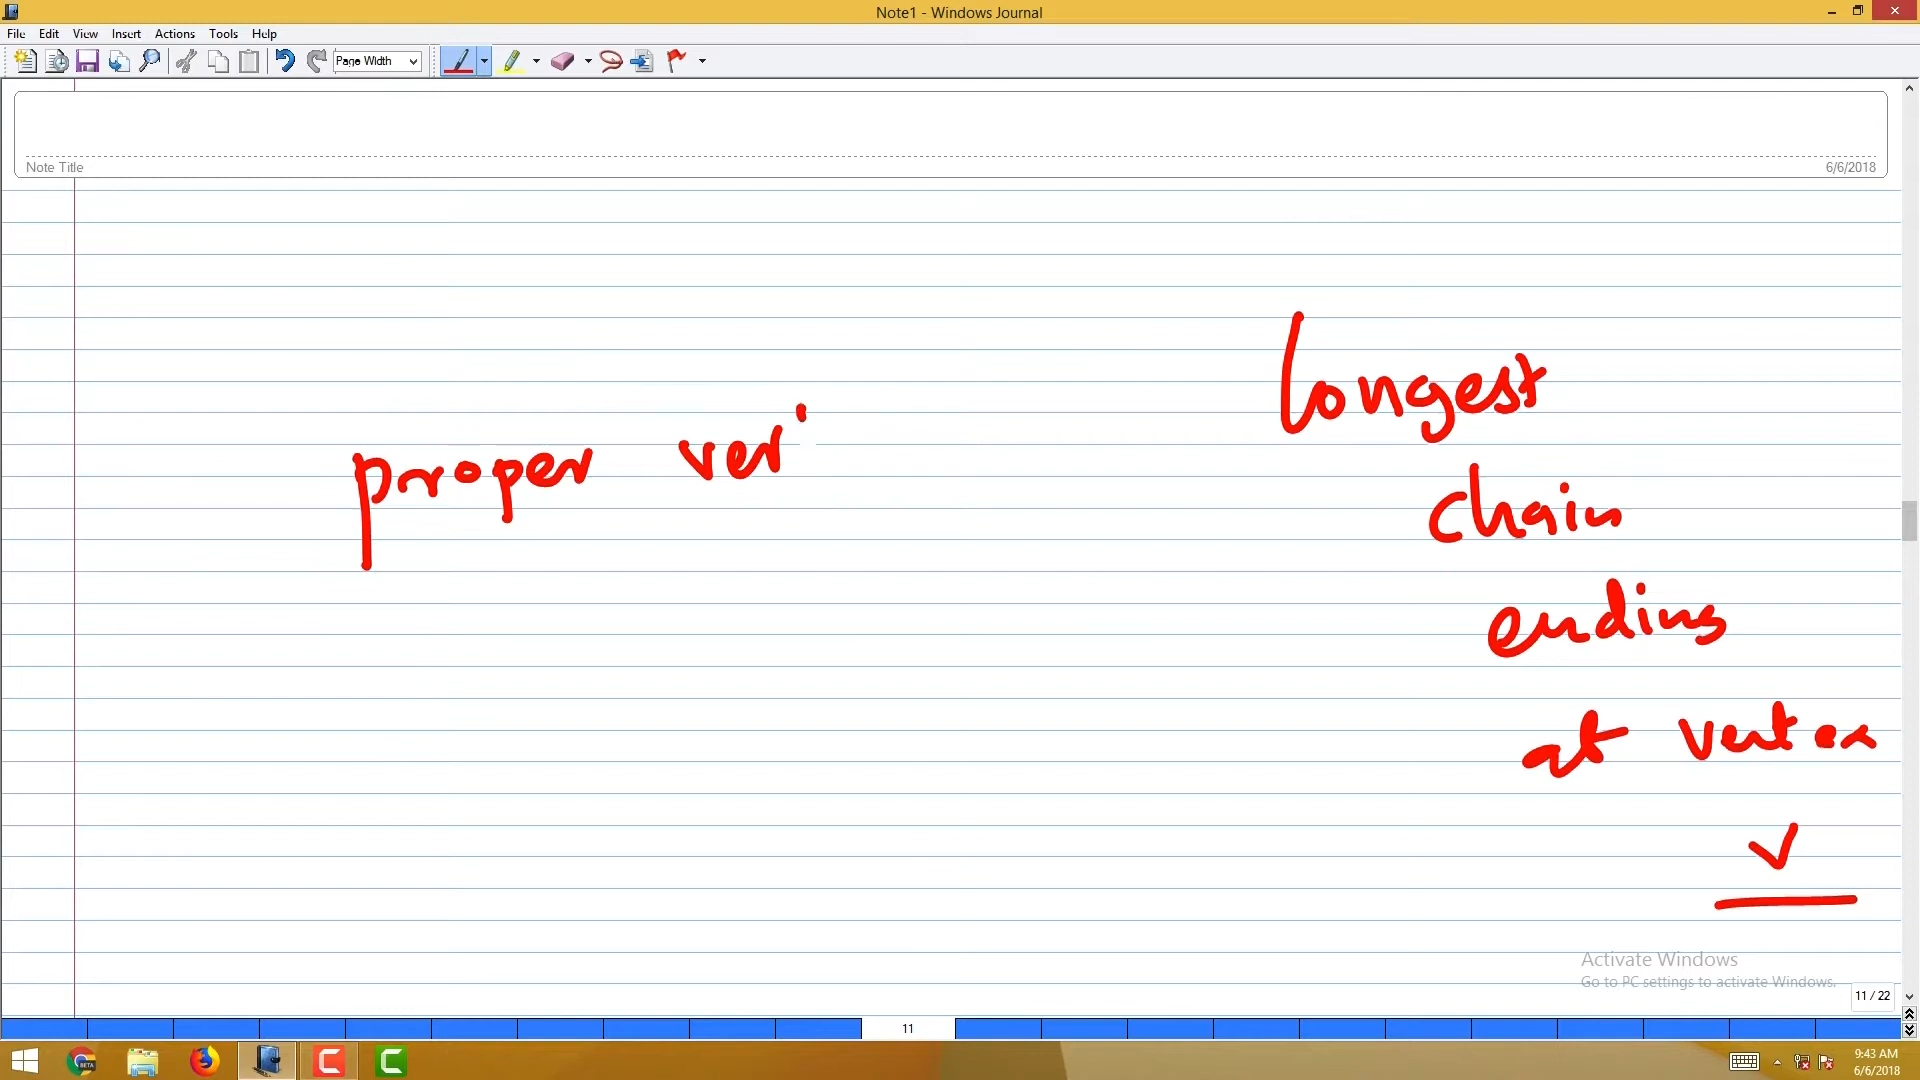 Note1 - Windows Journal
File Edit View Insert Actions Tools Help
Page Width
Note Title 6/6/2018
longest
proper ver
chain
ending
at vertex
v
Activate Windows
Go to PC settings to activate Windows.
11 / 22
11
BETA
9:43 AM
6/6/2018